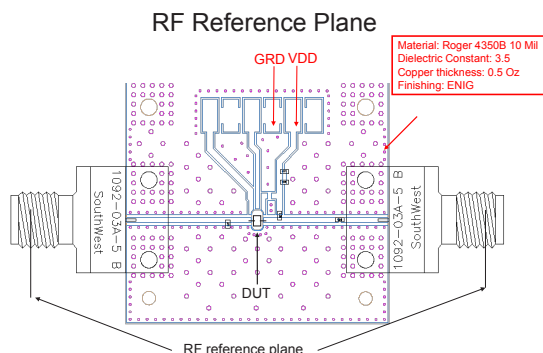 RF Reference Plane
Material: Roger 4350B 10 Mil
Dielectric Constant: 3.5
Copper thickness: 0.5 Oz
Finishing: ENIG
GRD VDD
1092-03A-5 B
SouthWest
1092-03A-5 B
SouthWest
DUT
RF reference plane